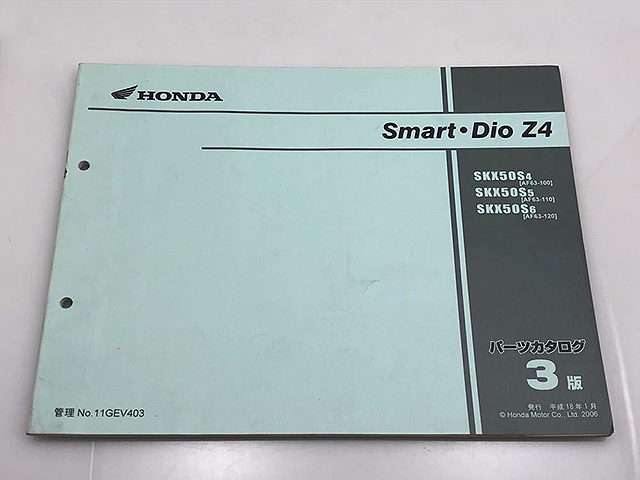 HONDA
Smart・Dio Z4
SKX50S4
[AF63-100]
SKX50S5
[AF63-110]
SKX50S6
[AF63-120]
パーツカタログ
3版
発行 平成18年1月
© Honda Motor Co., Ltd. 2006
管理 No.11GEV403